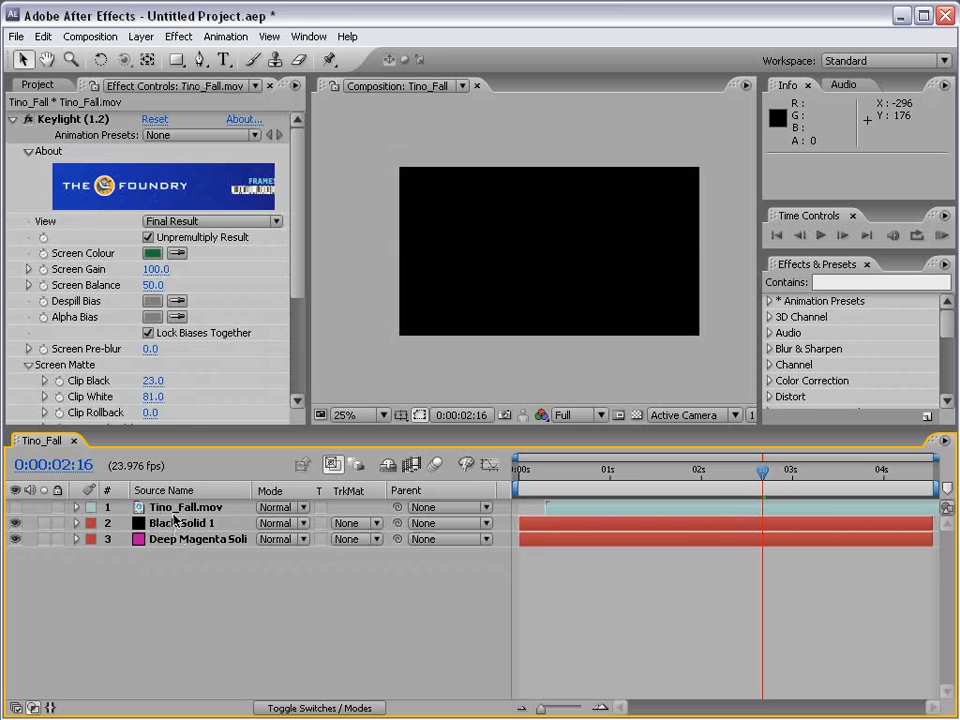 Adobe After Effects - Untitled Project.aep *
File Edit Composition Layer Effect Animation View Window Help
Workspace: Standard
Project Effect Controls: Tino_Fall.mov
Tino_Fall * Tino_Fall.mov
Keylight (1.2) Reset About...
Animation Presets: None
About
THE FOUNDRY FRAMES
View Final Result
Unpremultiply Result
Screen Colour
Screen Gain 100.0
Screen Balance 50.0
Despill Bias
Alpha Bias
Lock Biases Together
Screen Pre-blur 0.0
Screen Matte
Clip Black 23.0
Clip White 81.0
Clip Rollback 0.0
Composition: Tino_Fall
25% 0:00:02:16 Full Active Camera 1
Info Audio
R: X: -296
G: Y: 176
B:
A: 0
Time Controls
Effects & Presets
Contains:
* Animation Presets
3D Channel
Audio
Blur & Sharpen
Channel
Color Correction
Distort
Tino_Fall
0:00:02:16 (23.976 fps)
# Source Name Mode T TrkMat Parent
:00s 01s 02s 03s 04s
1 Tino_Fall.mov Normal None
2 Black Solid 1 Normal None None
3 Deep Magenta Soli Normal None None
Toggle Switches / Modes